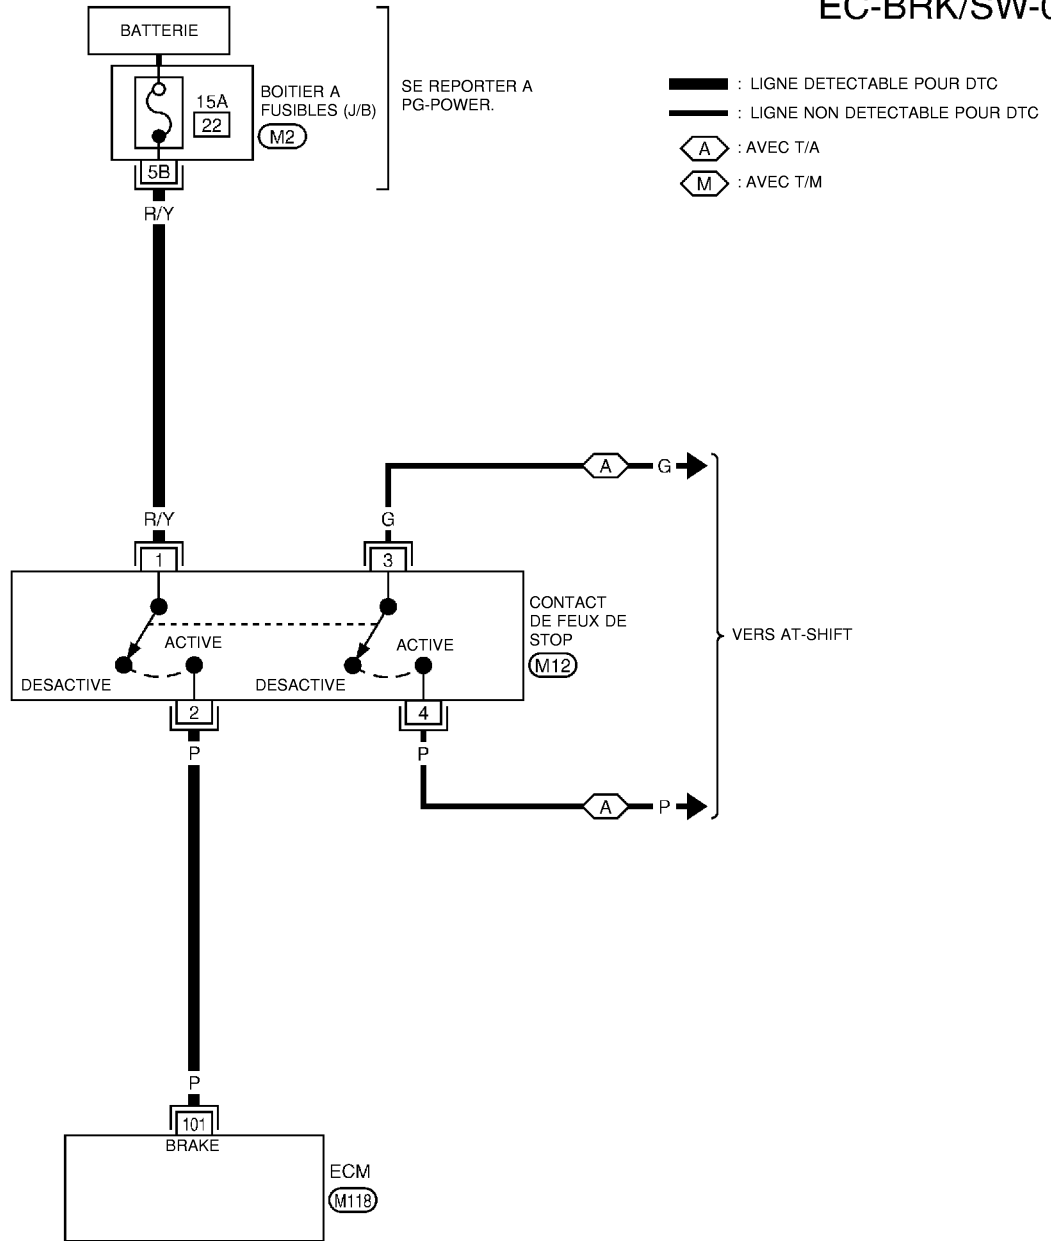 EC-BRK/SW-0
BATTERIE
15A
22
BOITIER A
FUSIBLES (J/B)
M2
SE REPORTER A
PG-POWER.
: LIGNE DETECTABLE POUR DTC
: LIGNE NON DETECTABLE POUR DTC
A : AVEC T/A
M : AVEC T/M
5B
R/Y
A G
R/Y
G
1
3
ACTIVE
DESACTIVE
ACTIVE
DESACTIVE
CONTACT
DE FEUX DE
STOP
M12
VERS AT-SHIFT
2
4
P
P
A P
P
101
BRAKE
ECM
M118